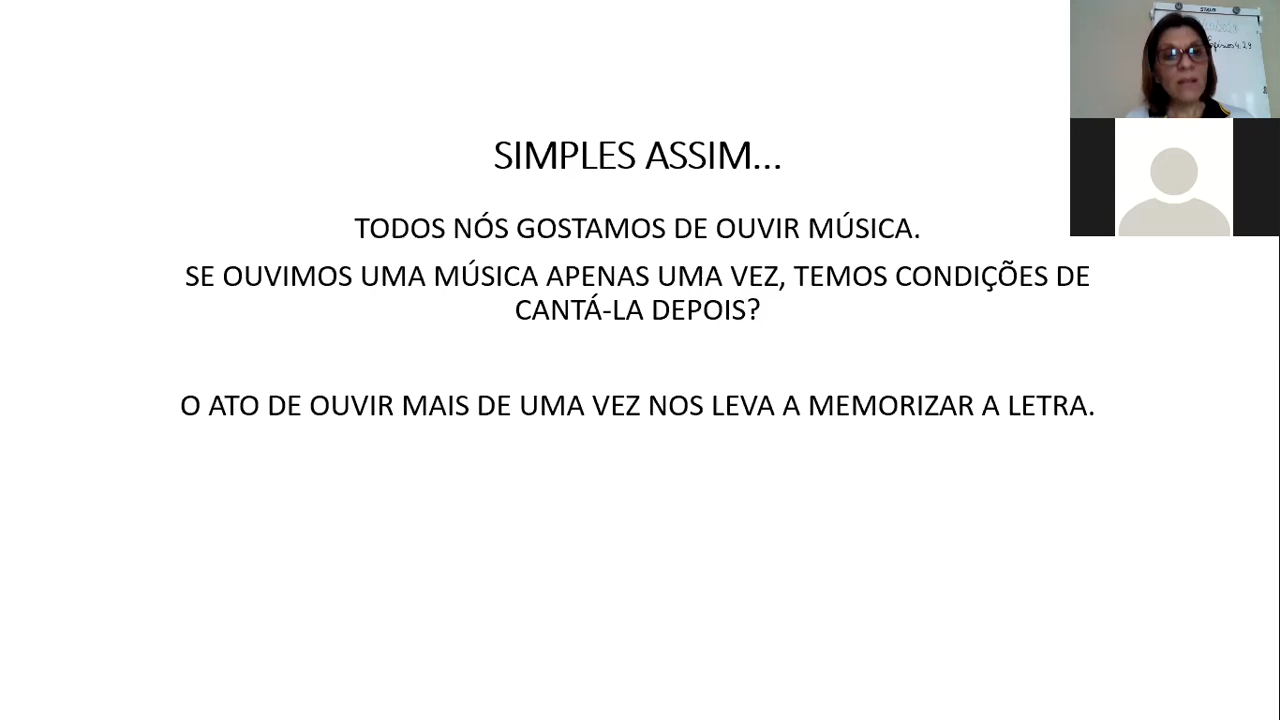 SIMPLES ASSIM...
TODOS NÓS GOSTAMOS DE OUVIR MÚSICA.
SE OUVIMOS UMA MÚSICA APENAS UMA VEZ, TEMOS CONDIÇÕES DE
CANTÁ-LA DEPOIS?
O ATO DE OUVIR MAIS DE UMA VEZ NOS LEVA A MEMORIZAR A LETRA.